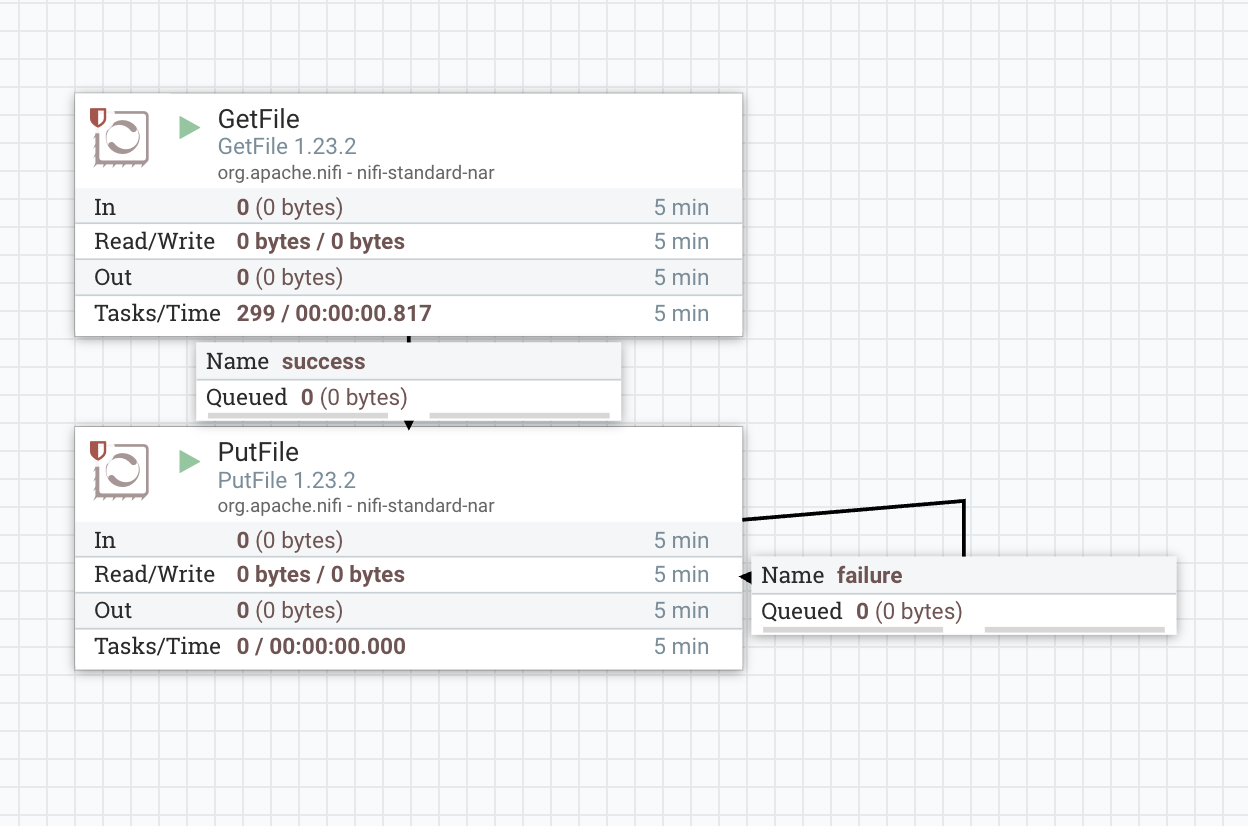 GetFile
GetFile 1.23.2
org.apache.nifi - nifi-standard-nar
In 0 (0 bytes) 5 min
Read/Write 0 bytes / 0 bytes 5 min
Out 0 (0 bytes) 5 min
Tasks/Time 299 / 00:00:00.817 5 min
Name success
Queued 0 (0 bytes)
PutFile
PutFile 1.23.2
org.apache.nifi - nifi-standard-nar
In 0 (0 bytes) 5 min
Read/Write 0 bytes / 0 bytes 5 min
Out 0 (0 bytes) 5 min
Tasks/Time 0 / 00:00:00.000 5 min
Name failure
Queued 0 (0 bytes)